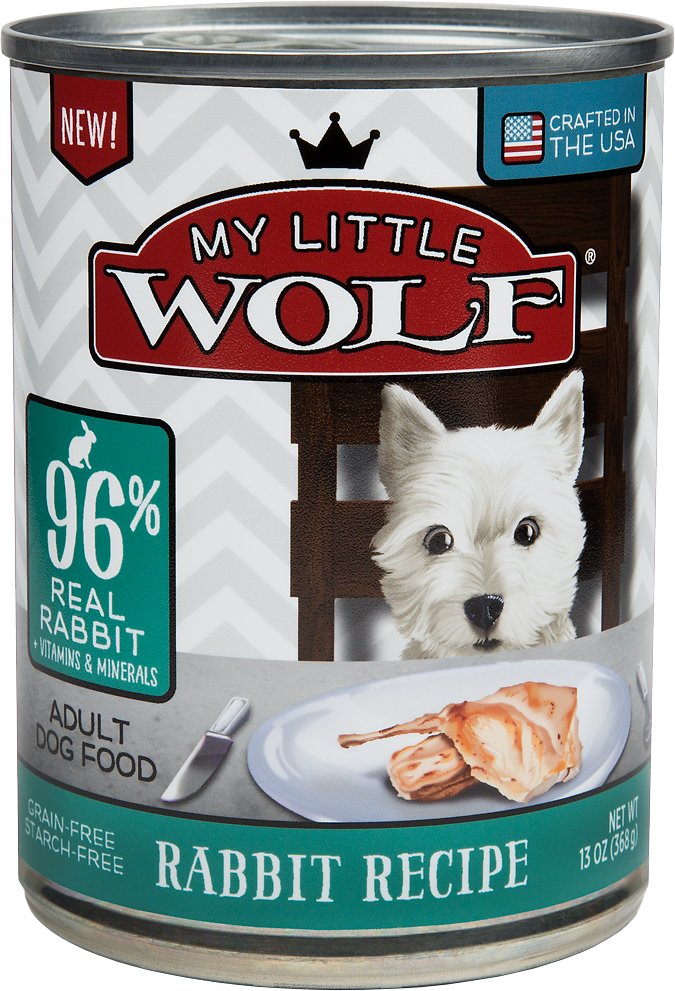 NEW!
CRAFTED IN
THE USA
MY LITTLE
WOLF®
96%
REAL
RABBIT
+ VITAMINS & MINERALS
ADULT
DOG FOOD
GRAIN-FREE
STARCH-FREE
RABBIT RECIPE
NET WT
13 OZ (368 g)